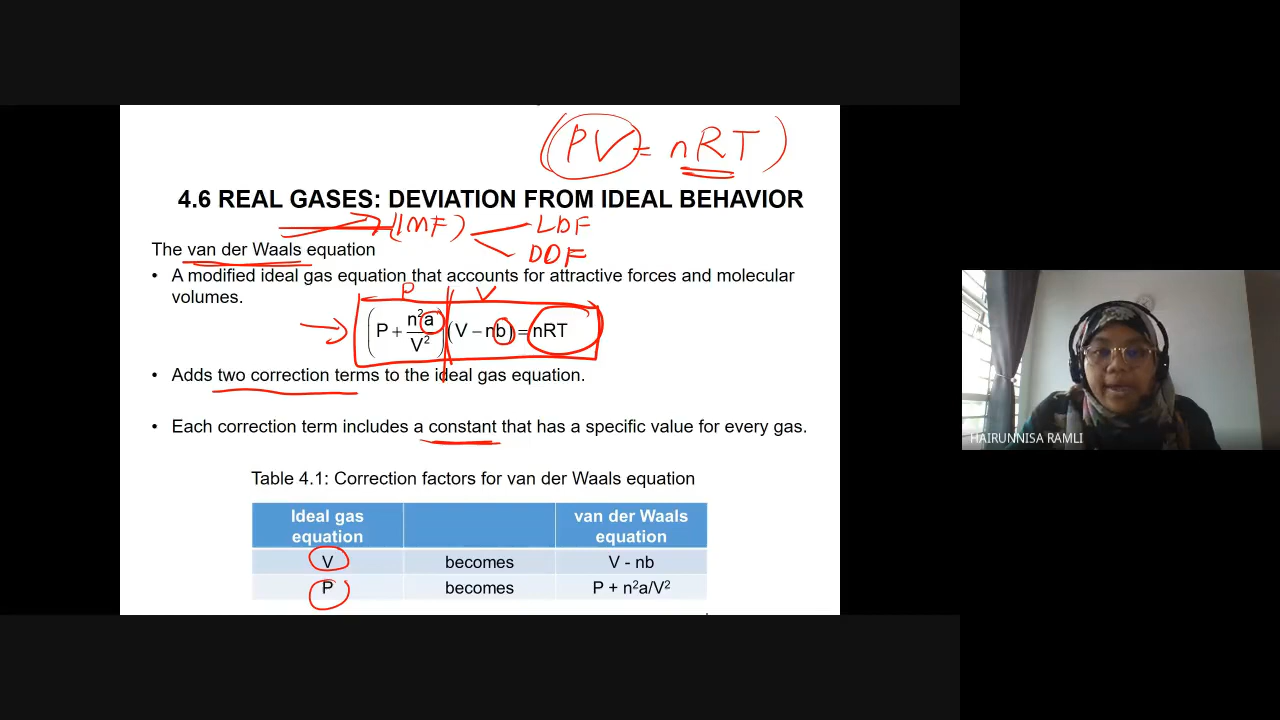 (PV = nRT)
4.6 REAL GASES: DEVIATION FROM IDEAL BEHAVIOR
(IMF)
LDF
DDF
The van der Waals equation
• A modified ideal gas equation that accounts for attractive forces and molecular
volumes.
P V
(P + n²a/V²) (V − nb) = nRT
• Adds two correction terms to the ideal gas equation.
• Each correction term includes a constant that has a specific value for every gas.
Table 4.1: Correction factors for van der Waals equation
Ideal gas equation van der Waals equation
V becomes V - nb
P becomes P + n²a/V²
HAIRUNNISA RAMLI